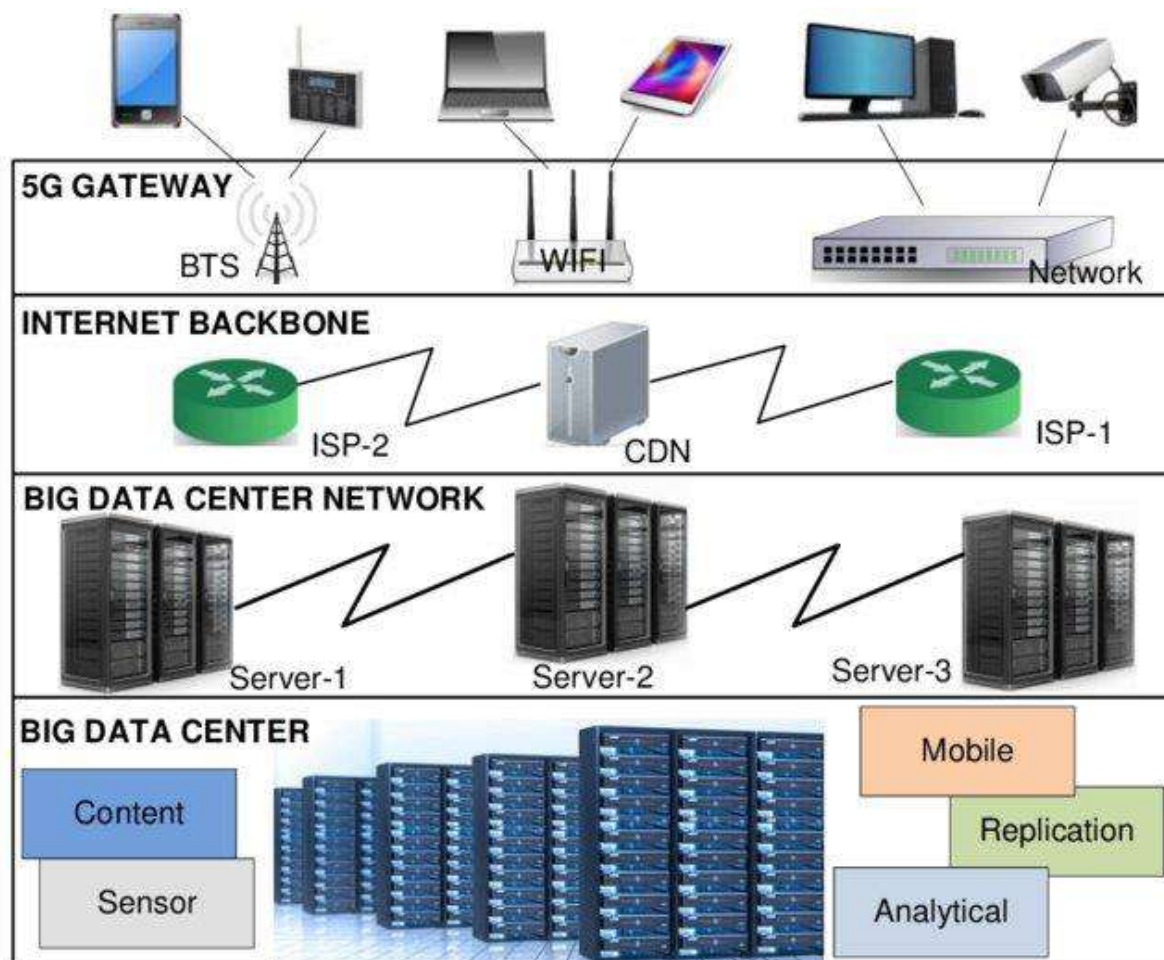 5G GATEWAY
BTS
WIFI
Network
INTERNET BACKBONE
ISP-2
CDN
ISP-1
BIG DATA CENTER NETWORK
Server-1
Server-2
Server-3
BIG DATA CENTER
Content
Sensor
Mobile
Replication
Analytical